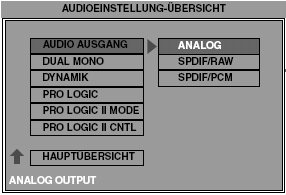 AUDIOEINSTELLUNG-ÜBERSICHT
AUDIO AUSGANG
ANALOG
DUAL MONO
SPDIF/RAW
DYNAMIK
SPDIF/PCM
PRO LOGIC
PRO LOGIC II MODE
PRO LOGIC II CNTL
HAUPTÜBERSICHT
ANALOG OUTPUT